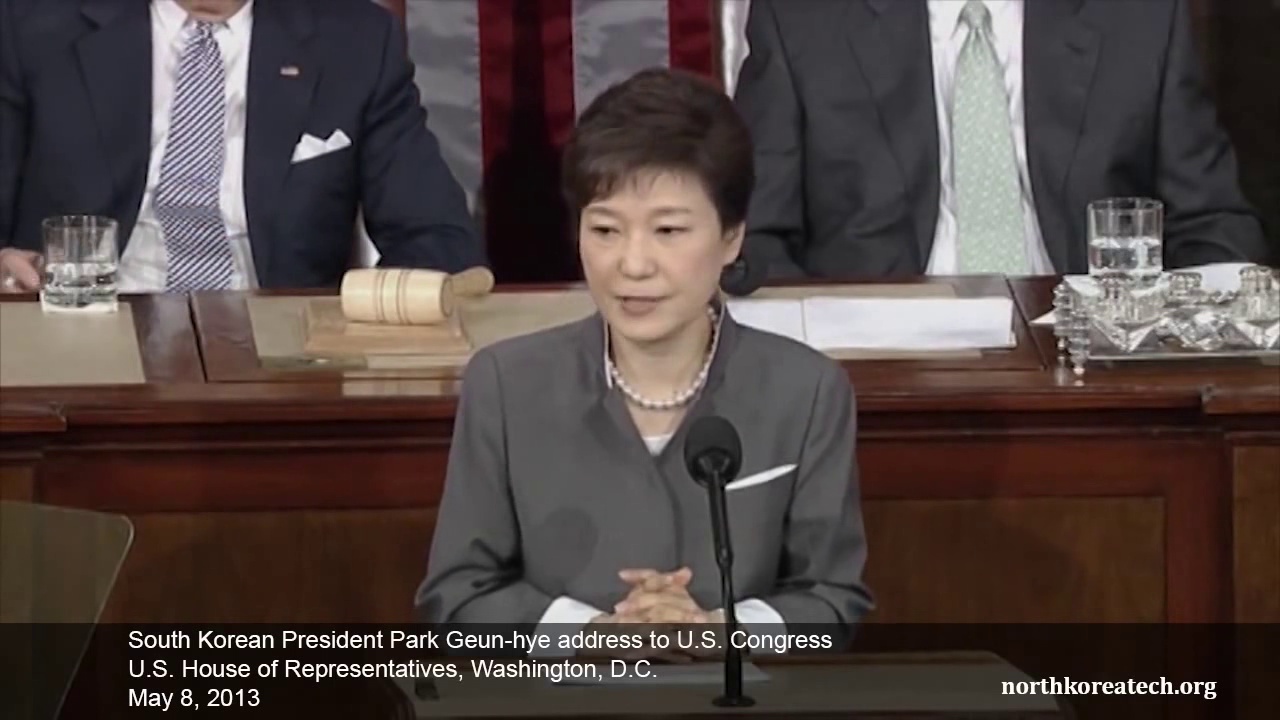 South Korean President Park Geun-hye address to U.S. Congress
U.S. House of Representatives, Washington, D.C.
May 8, 2013
northkoreatech.org